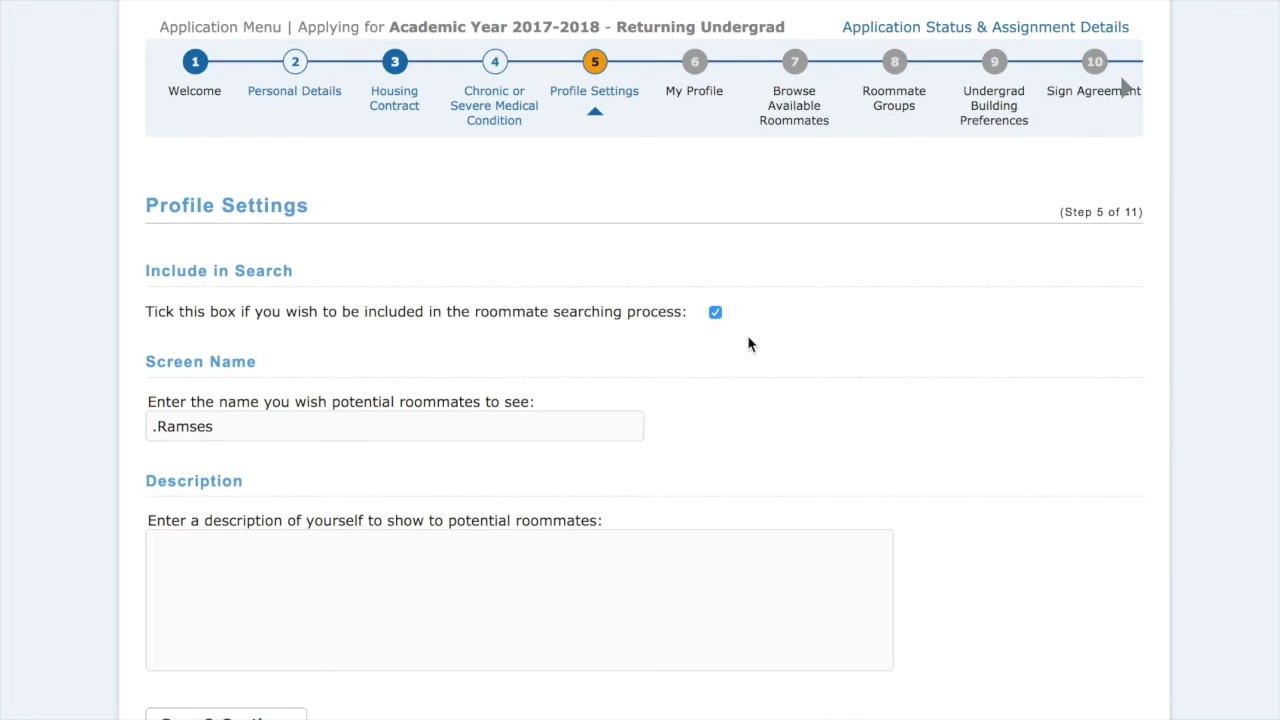 Application Menu | Applying for Academic Year 2017-2018 - Returning Undergrad
Application Status & Assignment Details
1 2 3 4 5 6 7 8 9 10
Welcome
Personal Details
Housing
Contract
Chronic or
Severe Medical
Condition
Profile Settings
My Profile
Browse
Available
Roommates
Roommate
Groups
Undergrad
Building
Preferences
Sign Agreement
Profile Settings
(Step 5 of 11)
Include in Search
Tick this box if you wish to be included in the roommate searching process:
Screen Name
Enter the name you wish potential roommates to see:
.Ramses
Description
Enter a description of yourself to show to potential roommates: